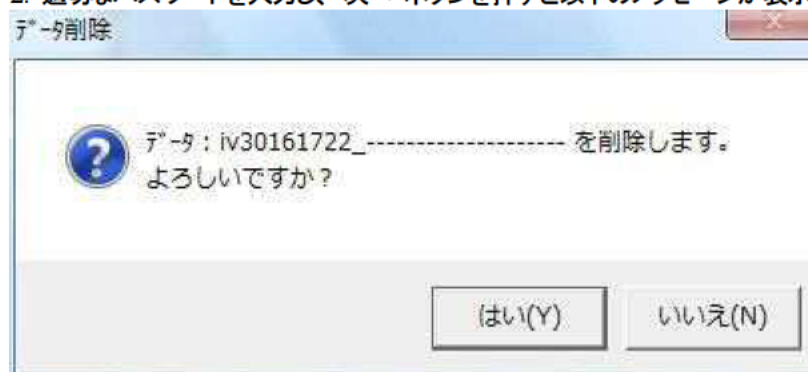 ﾃﾞｰﾀ削除
ﾃﾞｰﾀ：iv30161722_-------------------- を削除します。
よろしいですか？
はい(Y)
いいえ(N)